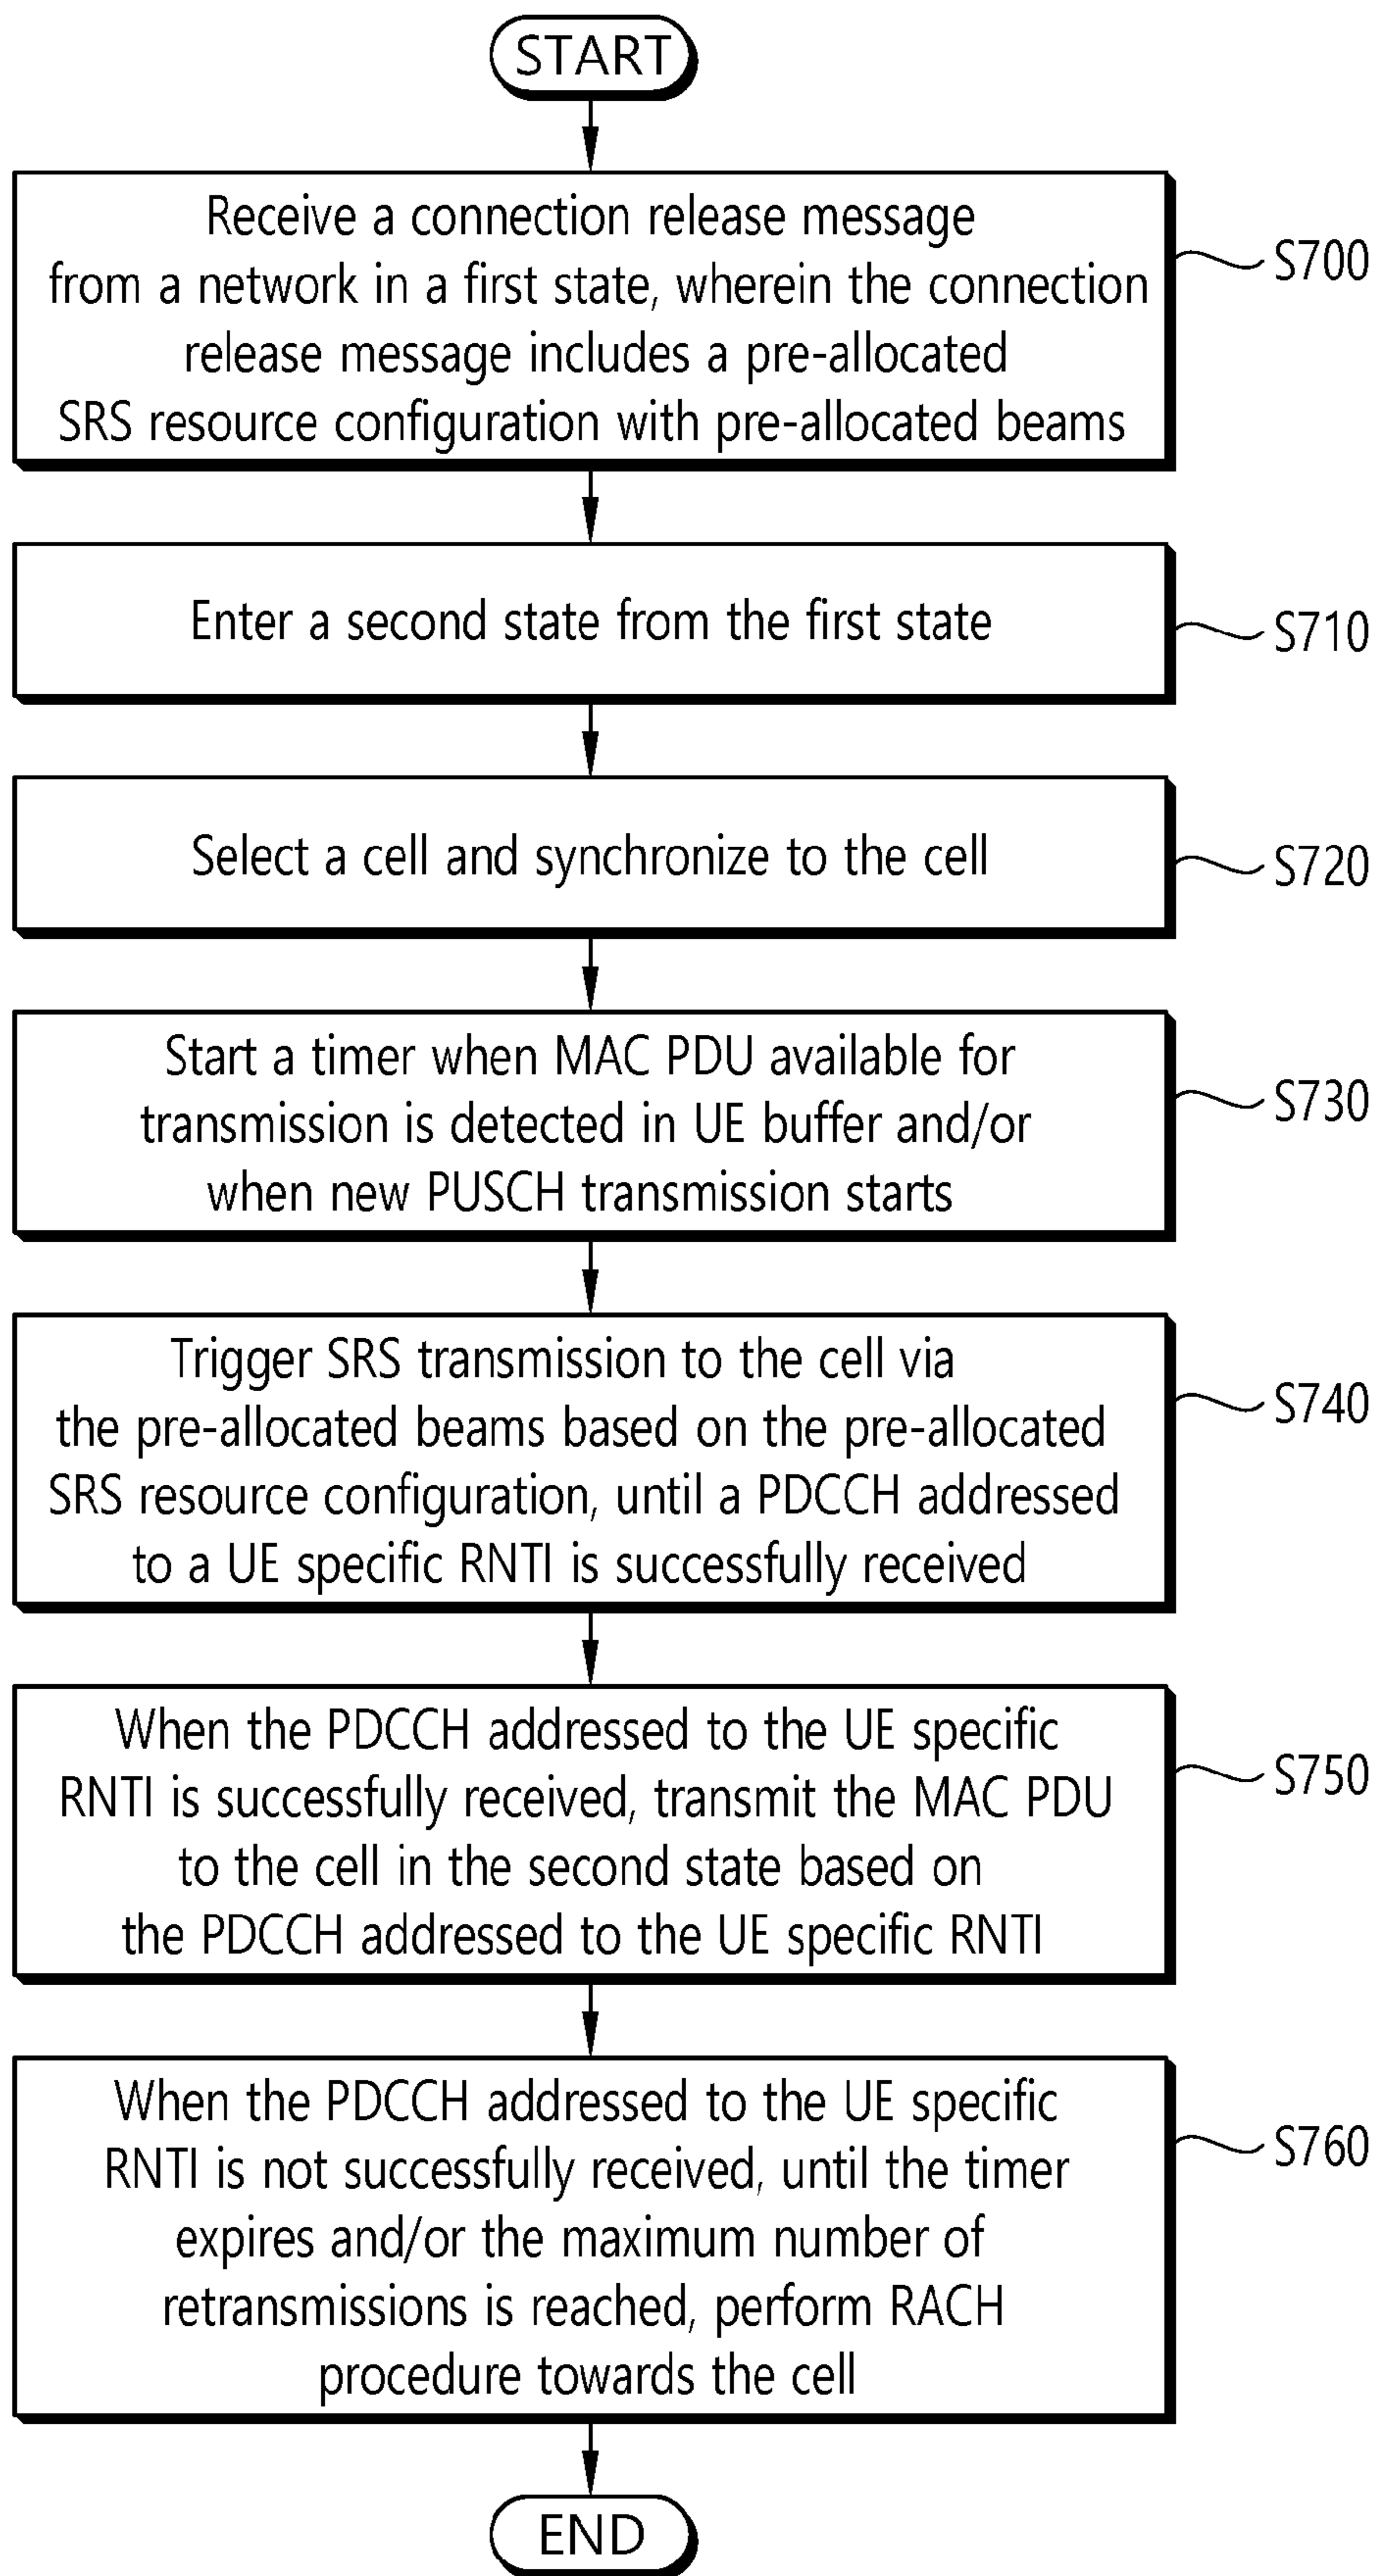 START
Receive a connection release message
from a network in a first state, wherein the connection
release message includes a pre-allocated
SRS resource configuration with pre-allocated beams
S700
Enter a second state from the first state
S710
Select a cell and synchronize to the cell
S720
Start a timer when MAC PDU available for
transmission is detected in UE buffer and/or
when new PUSCH transmission starts
S730
Trigger SRS transmission to the cell via
the pre-allocated beams based on the pre-allocated
SRS resource configuration, until a PDCCH addressed
to a UE specific RNTI is successfully received
S740
When the PDCCH addressed to the UE specific
RNTI is successfully received, transmit the MAC PDU
to the cell in the second state based on
the PDCCH addressed to the UE specific RNTI
S750
When the PDCCH addressed to the UE specific
RNTI is not successfully received, until the timer
expires and/or the maximum number of
retransmissions is reached, perform RACH
procedure towards the cell
S760
END